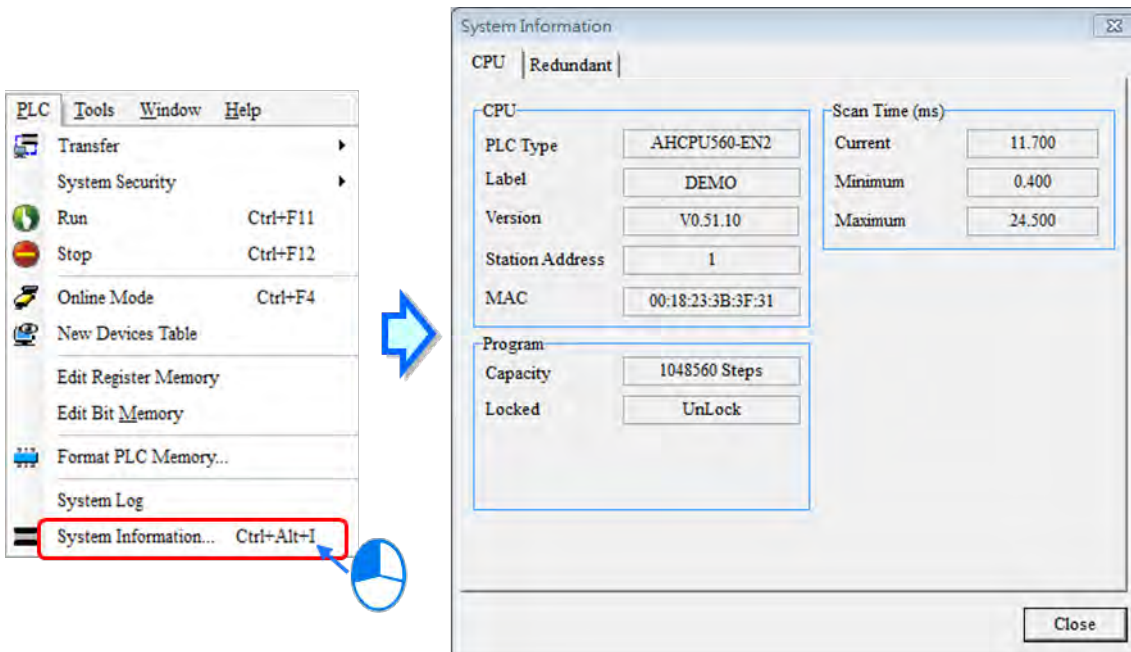 PLC Tools Window Help
Transfer
System Security
Run Ctrl+F11
Stop Ctrl+F12
Online Mode Ctrl+F4
New Devices Table
Edit Register Memory
Edit Bit Memory
Format PLC Memory...
System Log
System Information... Ctrl+Alt+I
System Information
CPU Redundant
CPU
PLC Type AHCPU560-EN2
Label DEMO
Version V0.51.10
Station Address 1
MAC 00:18:23:3B:3F:31
Program
Capacity 1048560 Steps
Locked UnLock
Scan Time (ms)
Current 11.700
Minimum 0.400
Maximum 24.500
Close